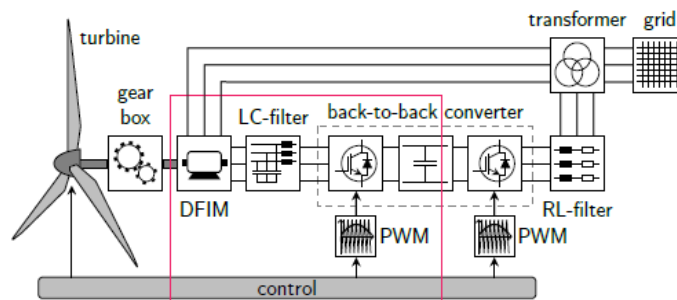 transformer
grid
turbine
gear
box
LC-filter
back-to-back converter
DFIM
RL-filter
PWM
PWM
control